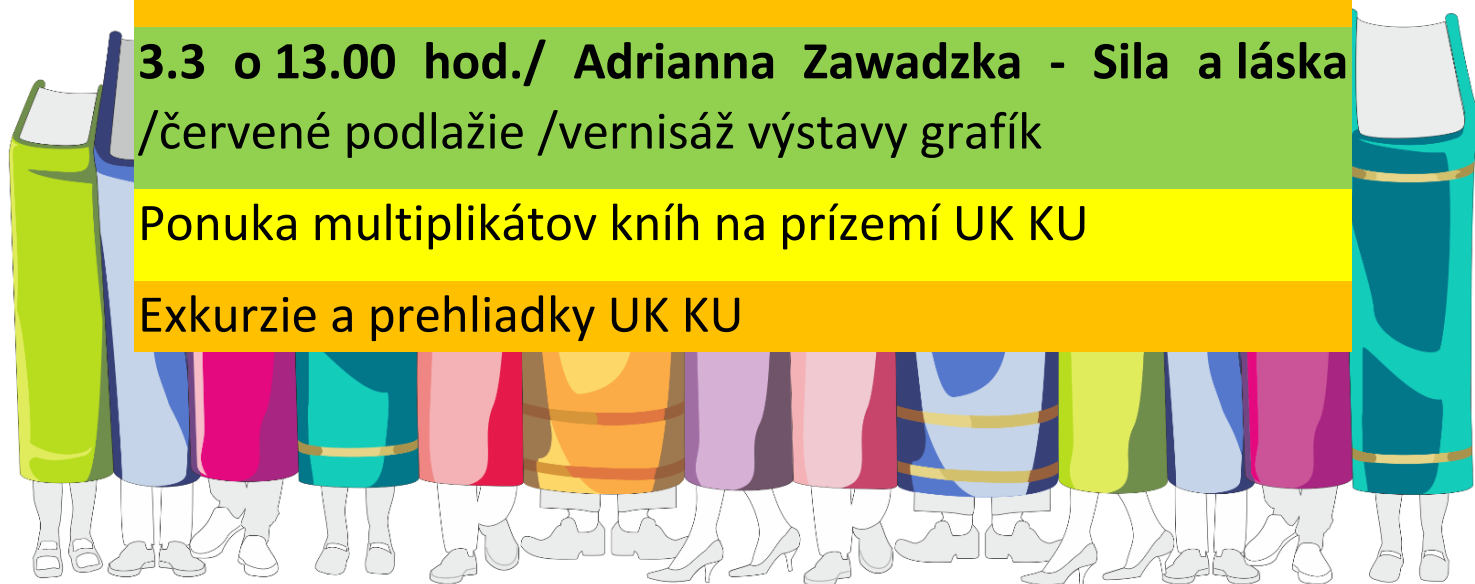 3.3 o 13.00 hod./ Adrianna Zawadzka - Sila a láska
/červené podlažie /vernisáž výstavy grafík
Ponuka multiplikátov kníh na prízemí UK KU
Exkurzie a prehliadky UK KU